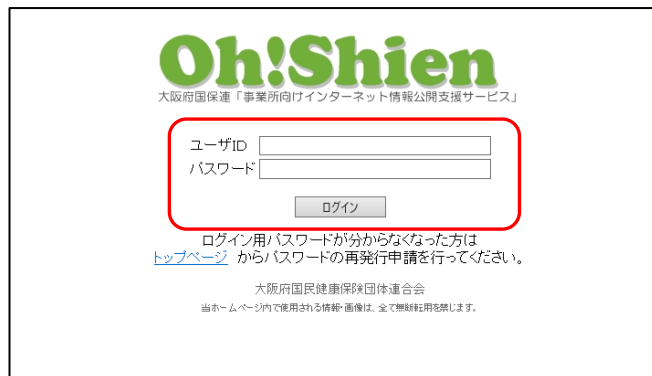 Oh!Shien
大阪府国保連「事業所向けインターネット情報公開支援サービス」
ユーザID
パスワード
ログイン
ログイン用パスワードが分からなくなった方は
トップページ からパスワードの再発行申請を行ってください。
大阪府国民健康保険団体連合会
当ホームページ内で使用される情報・画像は、全て無断転用を禁じます。